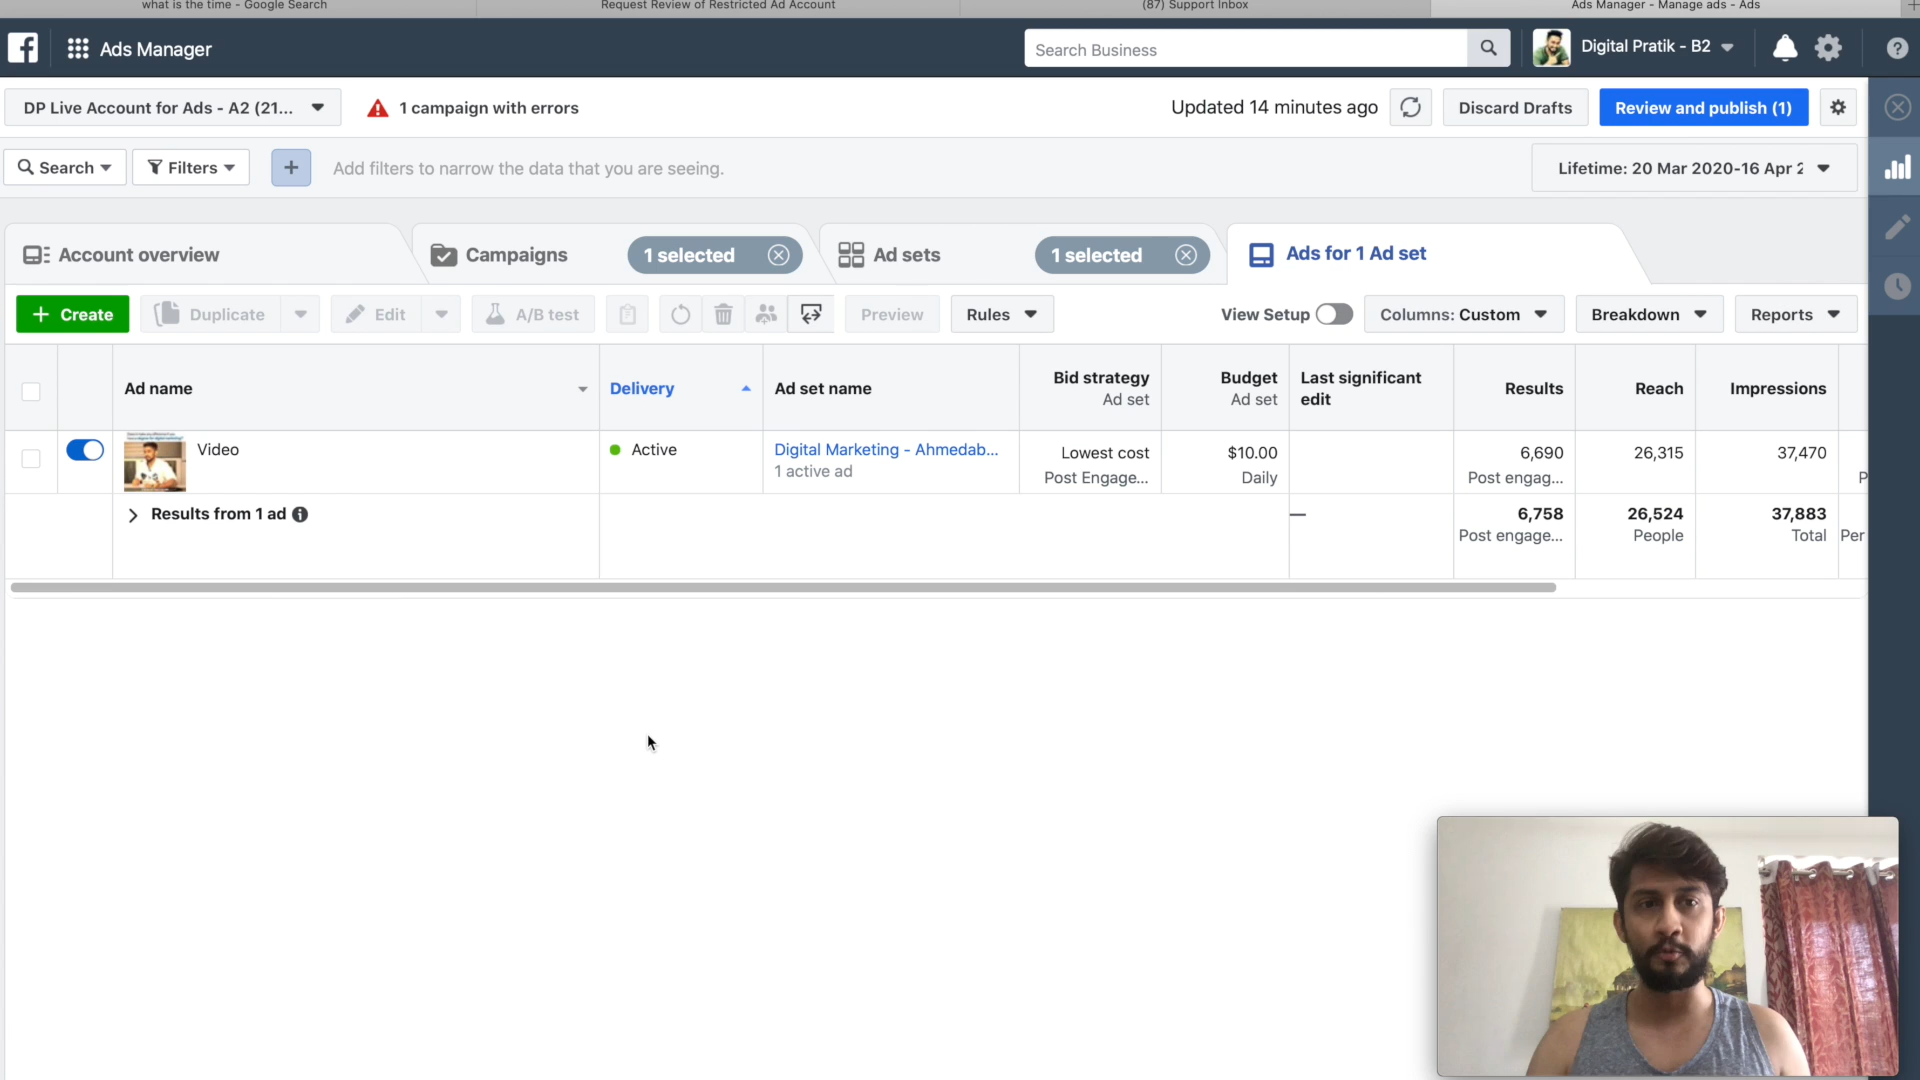 what is the time - Google Search
Request Review of Restricted Ad Account
(87) Support Inbox
Ads Manager - Manage ads - Ads
Ads Manager
Search Business
Digital Pratik - B2
DP Live Account for Ads - A2 (21...
1 campaign with errors
Updated 14 minutes ago
Discard Drafts
Review and publish (1)
Search
Filters
Add filters to narrow the data that you are seeing.
Lifetime: 20 Mar 2020-16 Apr 2
Account overview
Campaigns
1 selected
Ad sets
1 selected
Ads for 1 Ad set
+ Create
Duplicate
Edit
A/B test
Preview
Rules
View Setup
Columns: Custom
Breakdown
Reports
Ad name
Delivery
Ad set name
Bid strategy
Ad set
Budget
Ad set
Last significant
edit
Results
Reach
Impressions
Video
Active
Digital Marketing - Ahmedab...
1 active ad
Lowest cost
Post Engage...
$10.00
Daily
6,690
Post engag...
26,315
37,470
P
Results from 1 ad
—
6,758
Post engage...
26,524
People
37,883
Total
Per